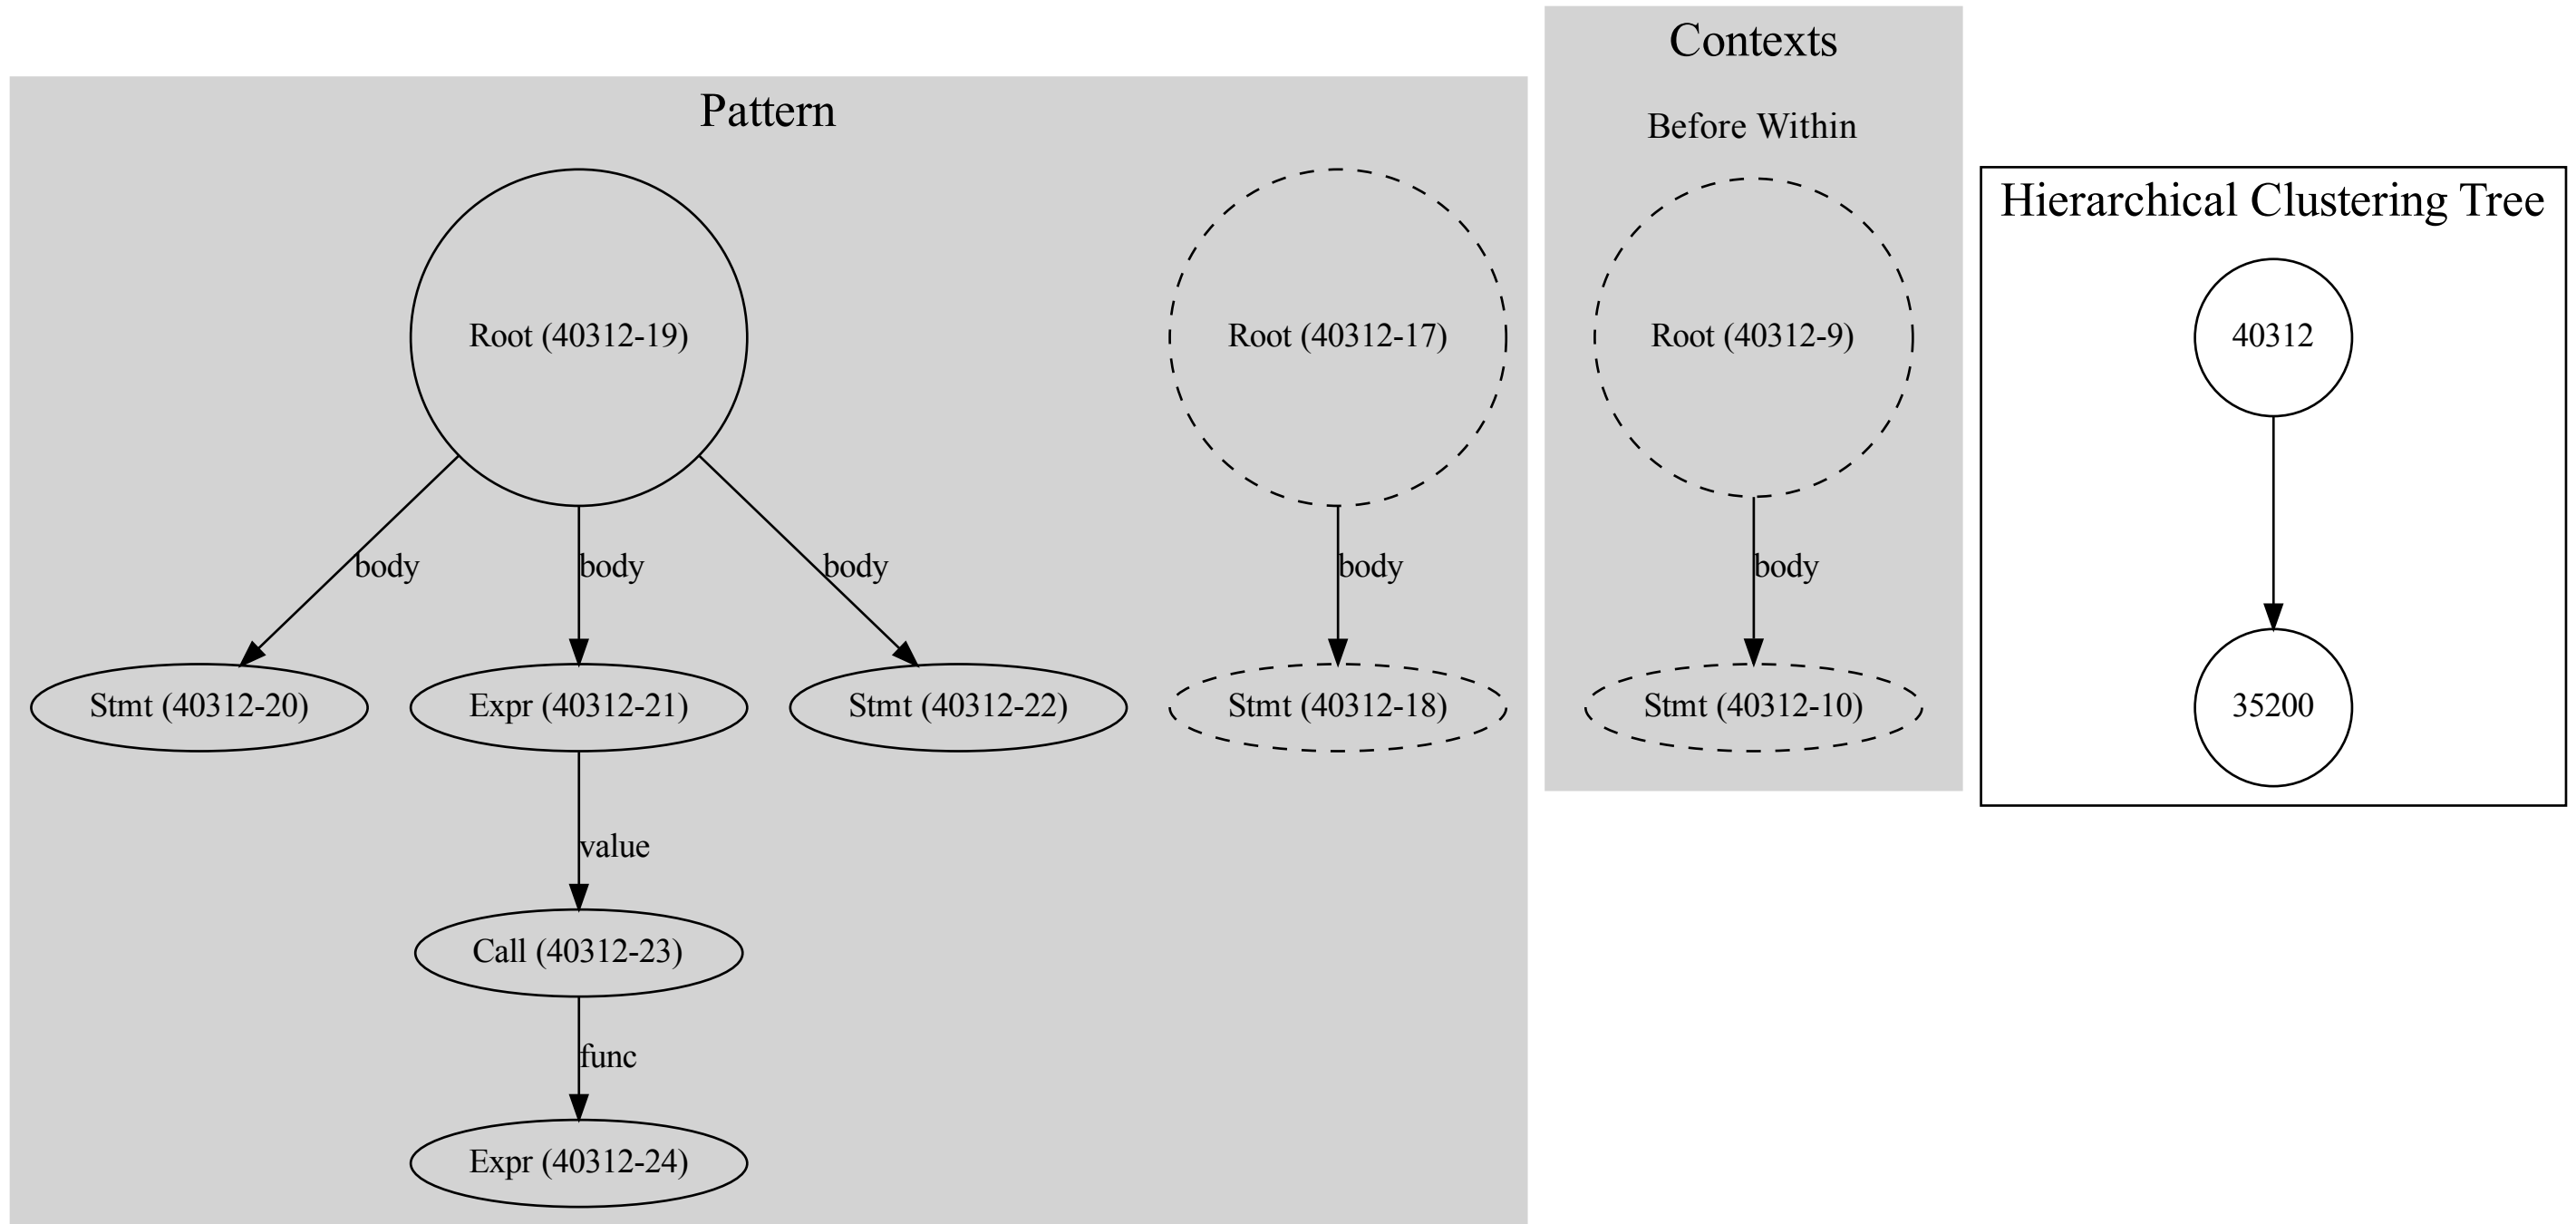 Pattern
Root (40312-19)
Root (40312-17)
body
body
body
body
Stmt (40312-20)
Expr (40312-21)
Stmt (40312-22)
Stmt (40312-18)
value
Call (40312-23)
func
Expr (40312-24)
Contexts
Before Within
Root (40312-9)
body
Stmt (40312-10)
Hierarchical Clustering Tree
40312
35200